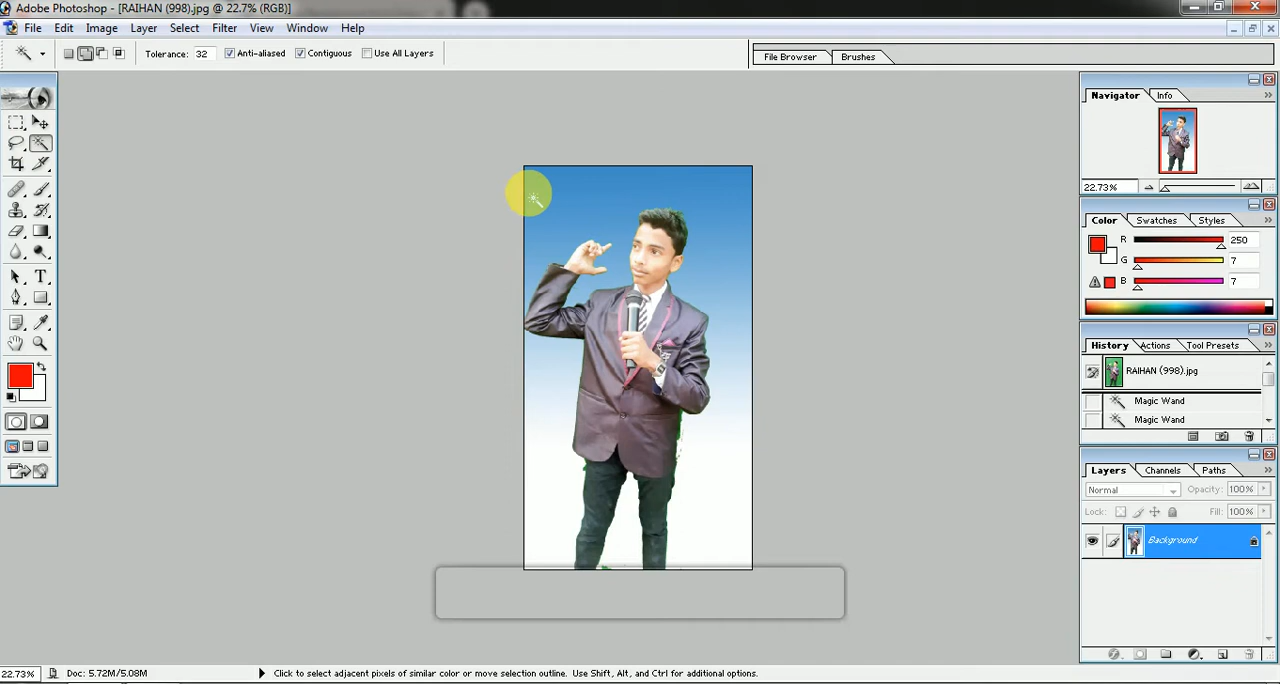 Adobe Photoshop - [RAIHAN (998).jpg @ 22.7% (RGB)]
File Edit Image Layer Select Filter View Window Help
Tolerance: 32 Anti-aliased Contiguous Use All Layers
File Browser Brushes
Navigator Info
22.73%
Color Swatches Styles
R 250
G 7
B 7
History Actions Tool Presets
RAIHAN (998).jpg
Magic Wand
Magic Wand
Layers Channels Paths
Normal Opacity: 100%
Lock: Fill: 100%
Background
22.73% Doc: 5.72M/5.08M Click to select adjacent pixels of similar color or move selection outline. Use Shift, Alt, and Ctrl for additional options.